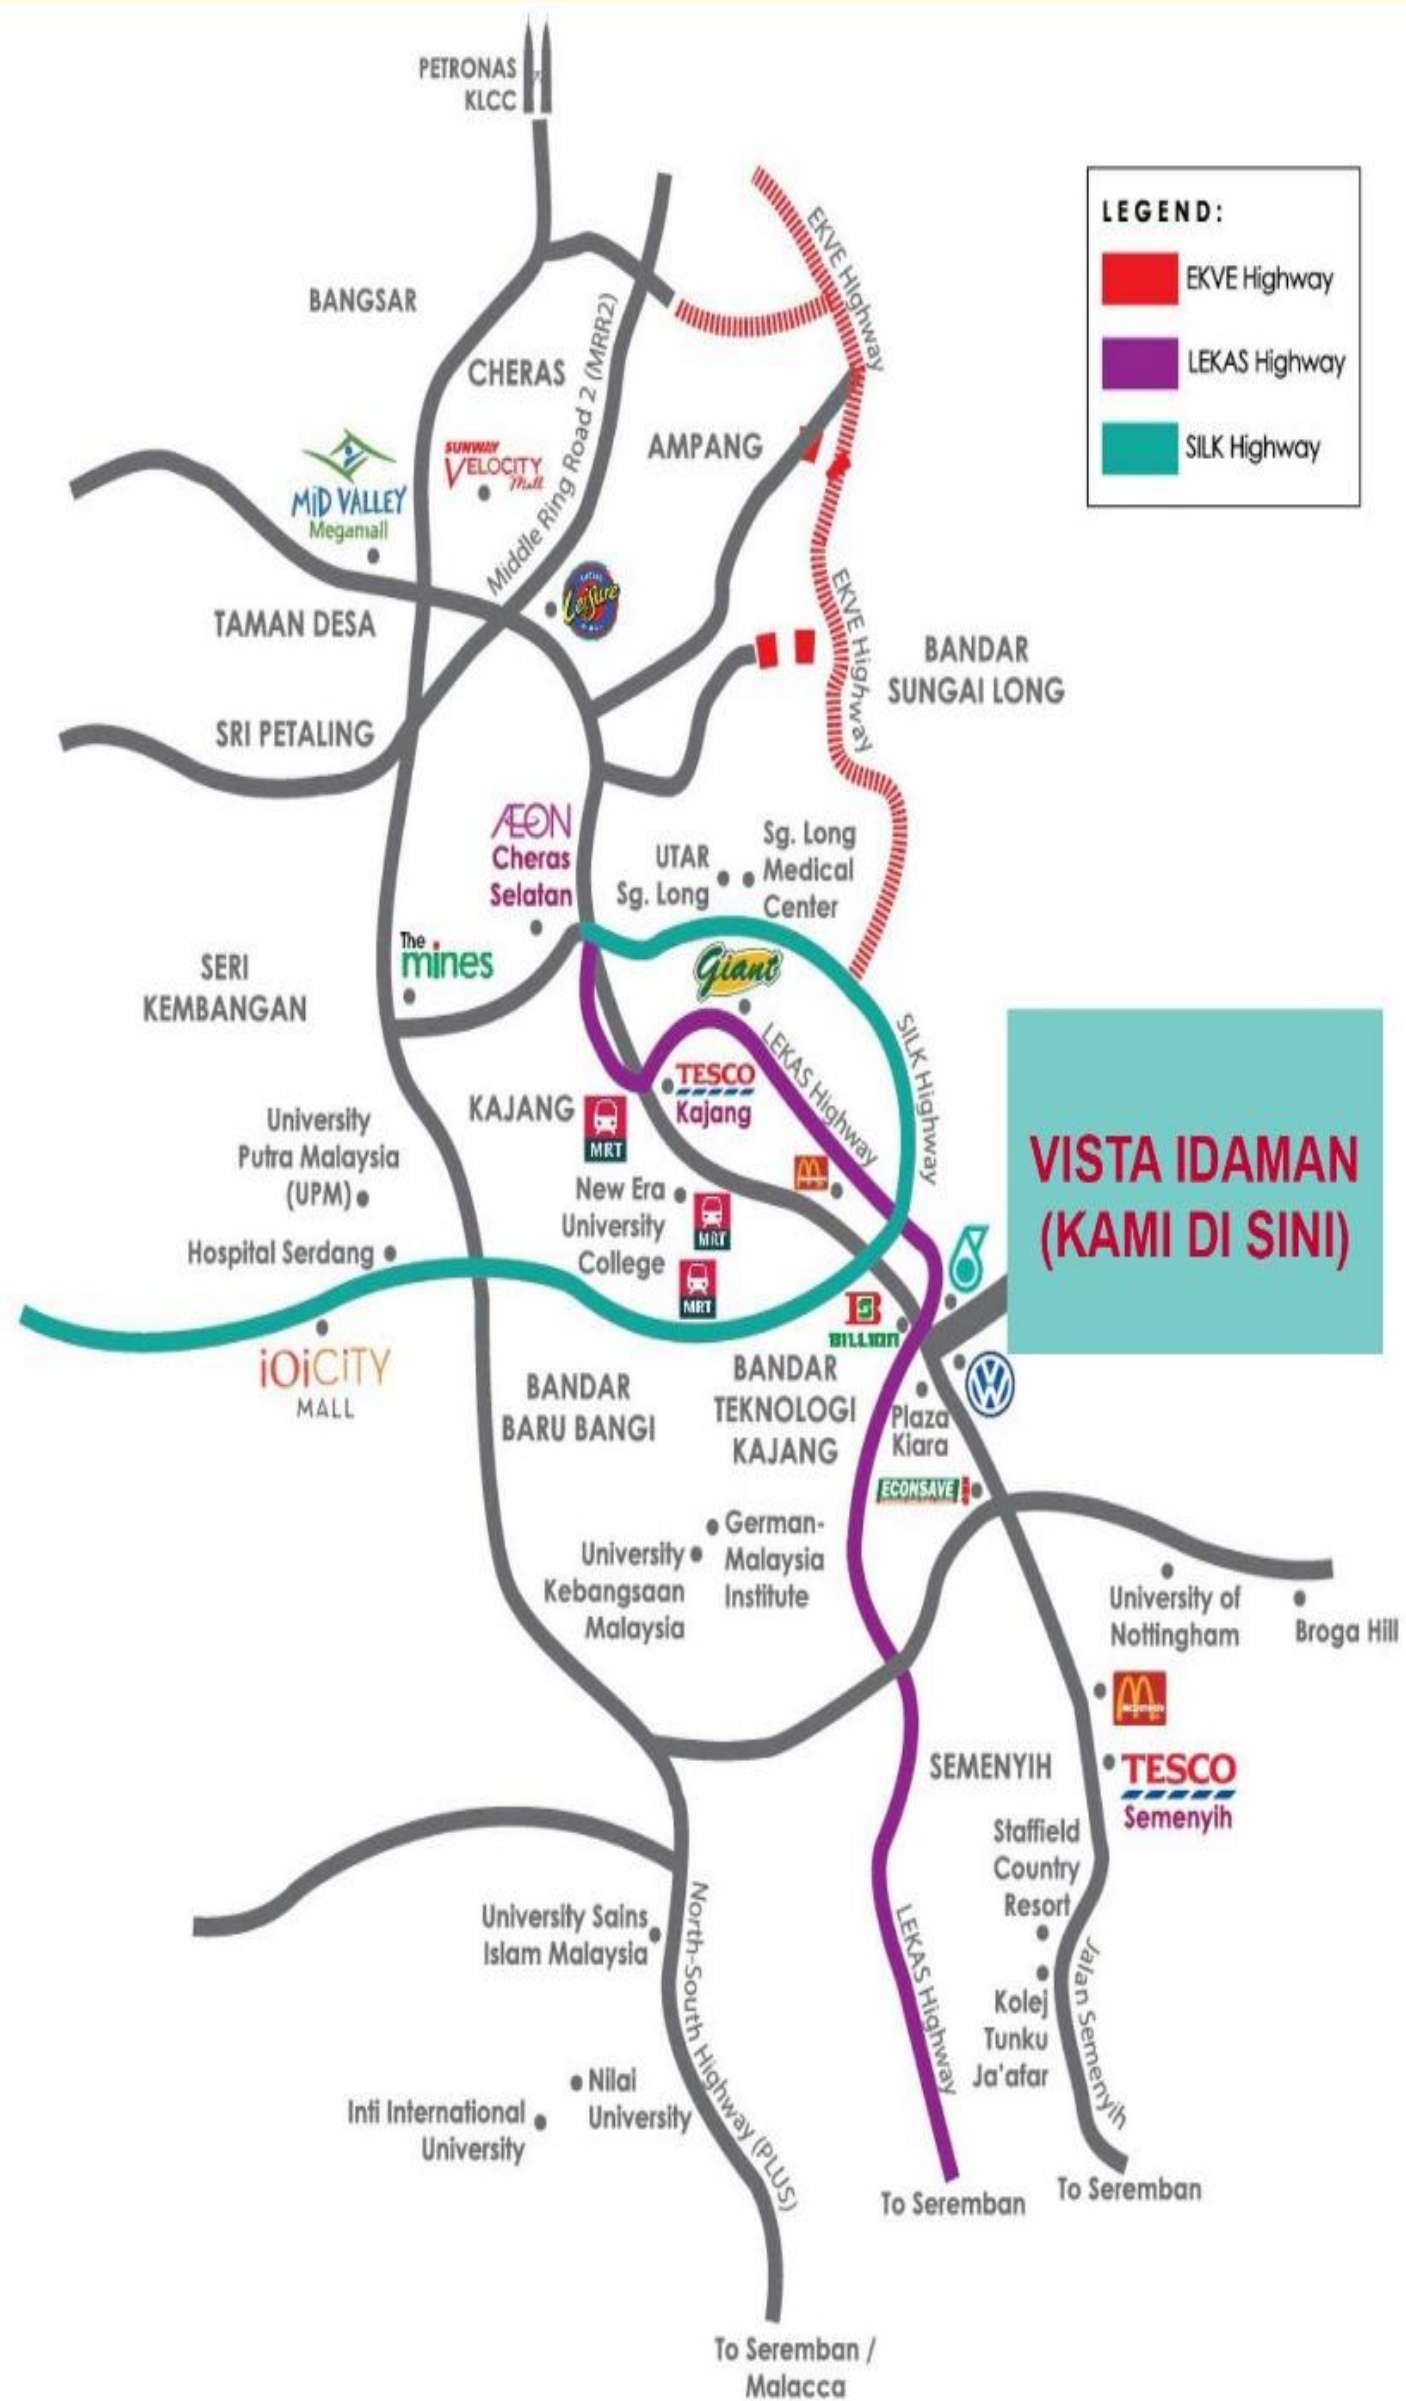 PETRONAS
KLCC
EKVE Highway
LEGEND:
EKVE Highway
LEKAS Highway
SILK Highway
BANGSAR
CHERAS
Middle Ring Road 2 (MRR2)
AMPANG
MiD VALLEY
Megamall
SUNWAY
VELOCITY
Mall
Leisure
TAMAN DESA
EKVE Highway
BANDAR
SUNGAI LONG
SRI PETALING
ÆON
Cheras
Selatan
UTAR
Sg. Long
Sg. Long
Medical
Center
The
mines
Giant
SERI
KEMBANGAN
LEKAS Highway
SILK Highway
TESCO
Kajang
KAJANG
MRT
VISTA IDAMAN
(KAMI DI SINI)
University
Putra Malaysia
(UPM)
New Era
University
College
MRT
MRT
Hospital Serdang
BILLION
iOiCiTY
MALL
BANDAR
BARU BANGI
BANDAR
TEKNOLOGI
KAJANG
Plaza
Kiara
ECONSAVE
German-
Malaysia
Institute
University
Kebangsaan
Malaysia
University of
Nottingham
Broga Hill
SEMENYIH
TESCO
Semenyih
Staffield
Country
Resort
University Sains
Islam Malaysia
North-South Highway (PLUS)
LEKAS Highway
Jalan Semenyih
Kolej
Tunku
Ja'afar
Nilai
University
Inti International
University
To Seremban
To Seremban
To Seremban /
Malacca